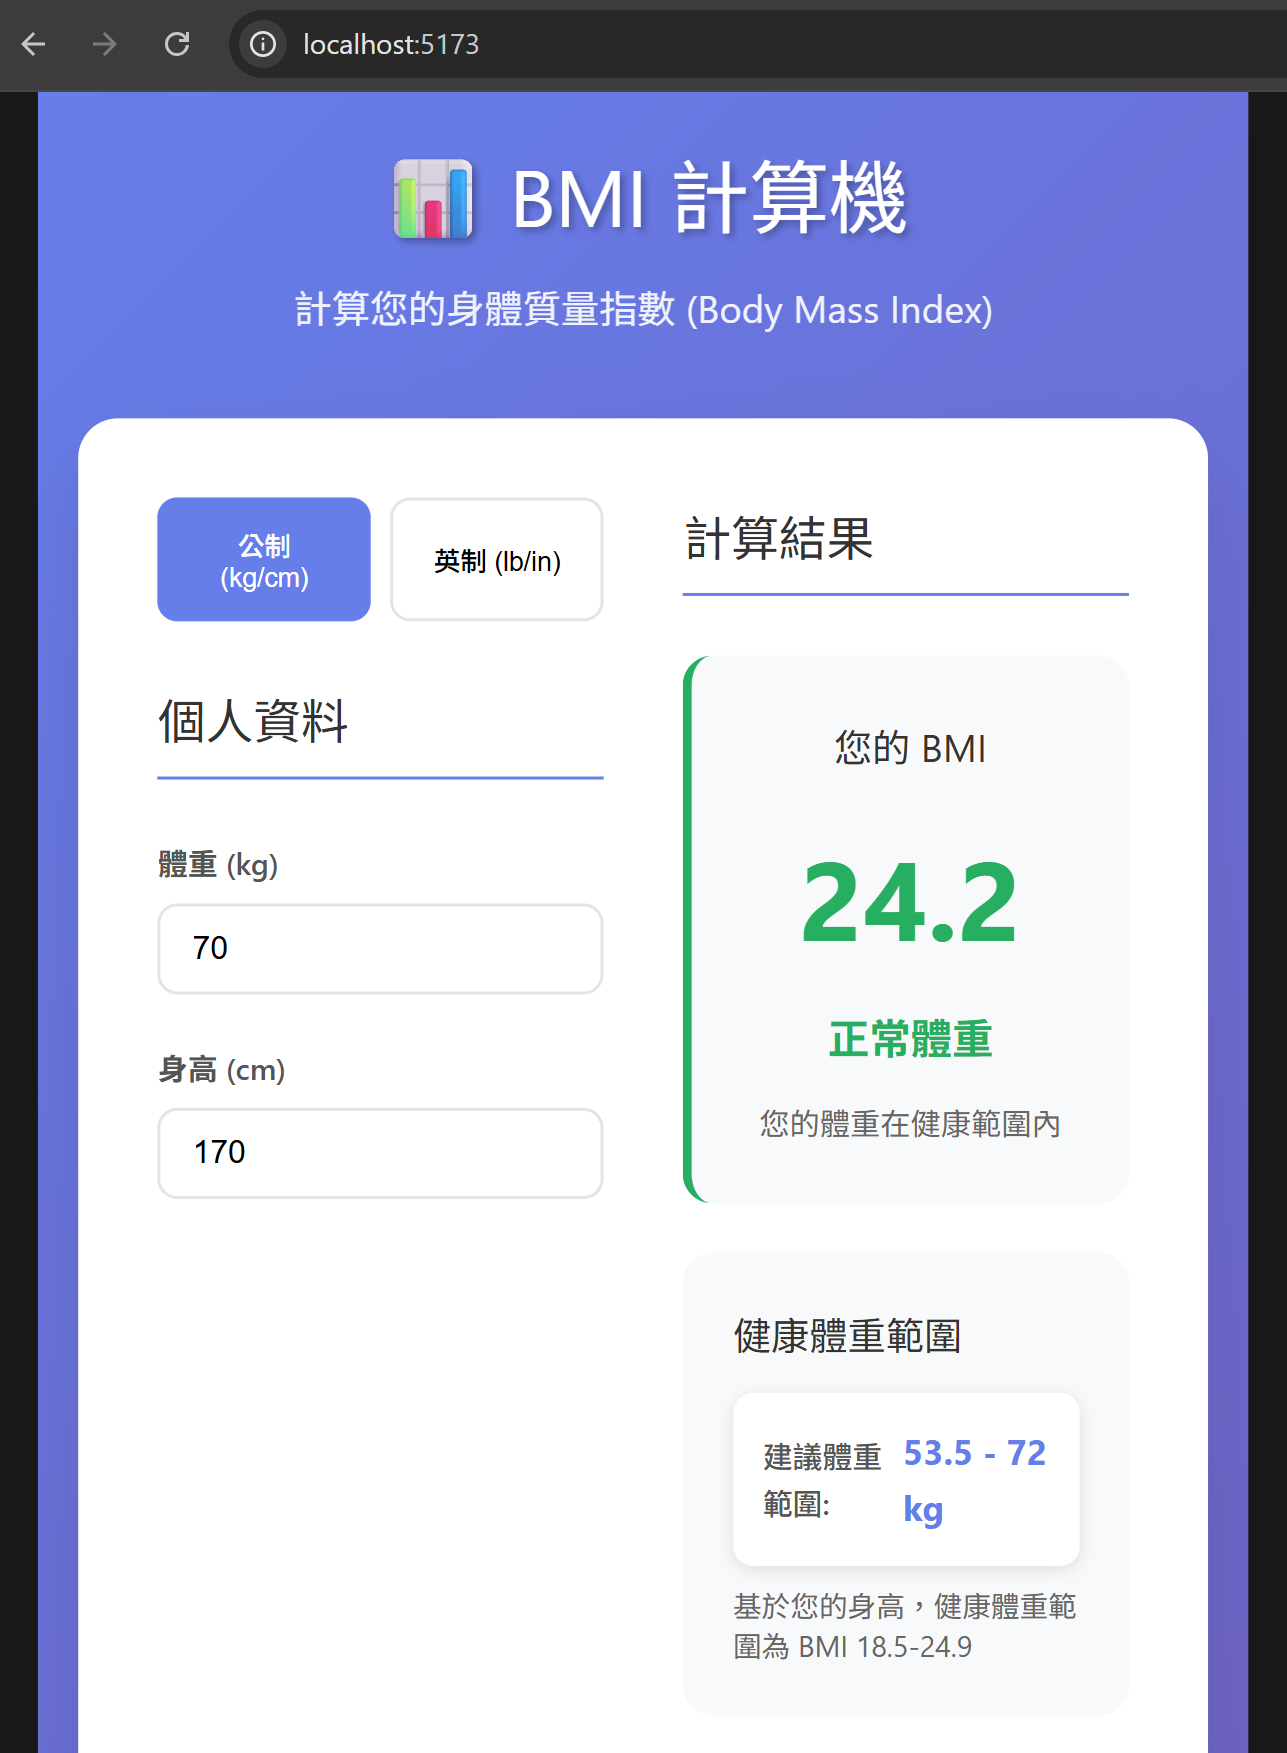 localhost:5173
BMI 計算機
計算您的身體質量指數 (Body Mass Index)
公制
(kg/cm)
英制 (lb/in)
個人資料
體重 (kg)
70
身高 (cm)
170
計算結果
您的 BMI
24.2
正常體重
您的體重在健康範圍內
健康體重範圍
建議體重
範圍:
53.5 - 72
kg
基於您的身高，健康體重範
圍為 BMI 18.5-24.9